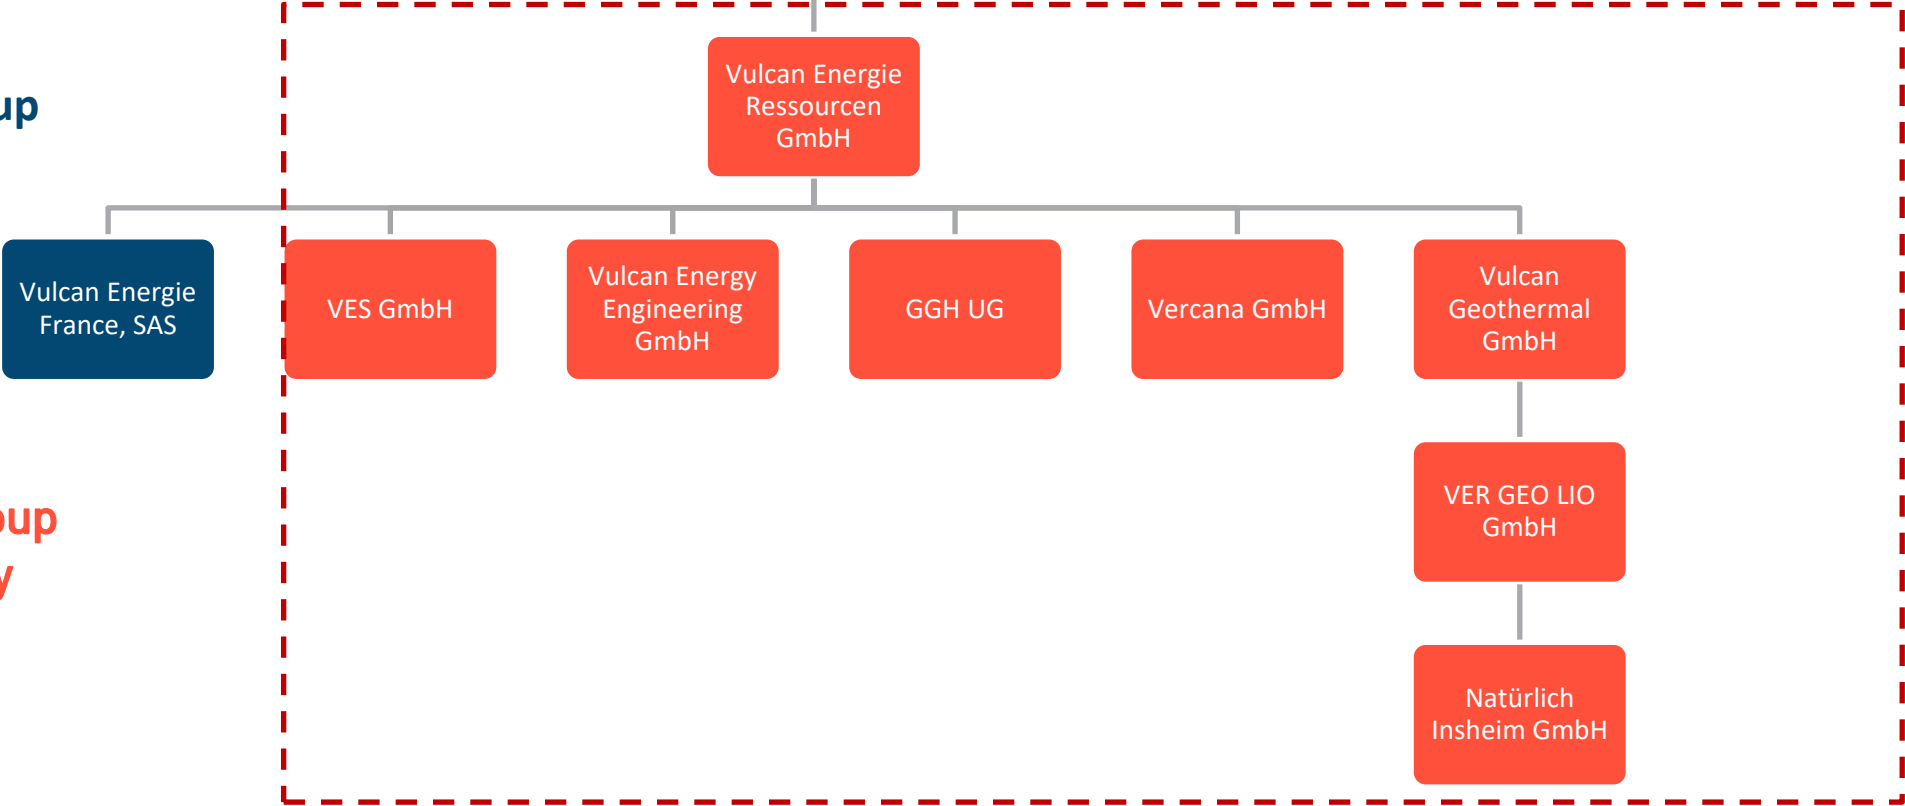 up
Vulcan Energie
Ressourcen
GmbH
Vulcan Energie
France, SAS
VES GmbH
Vulcan Energy
Engineering
GmbH
GGH UG
Vercana GmbH
Vulcan
Geothermal
GmbH
VER GEO LIO
GmbH
oup
y
Natürlich
Insheim GmbH